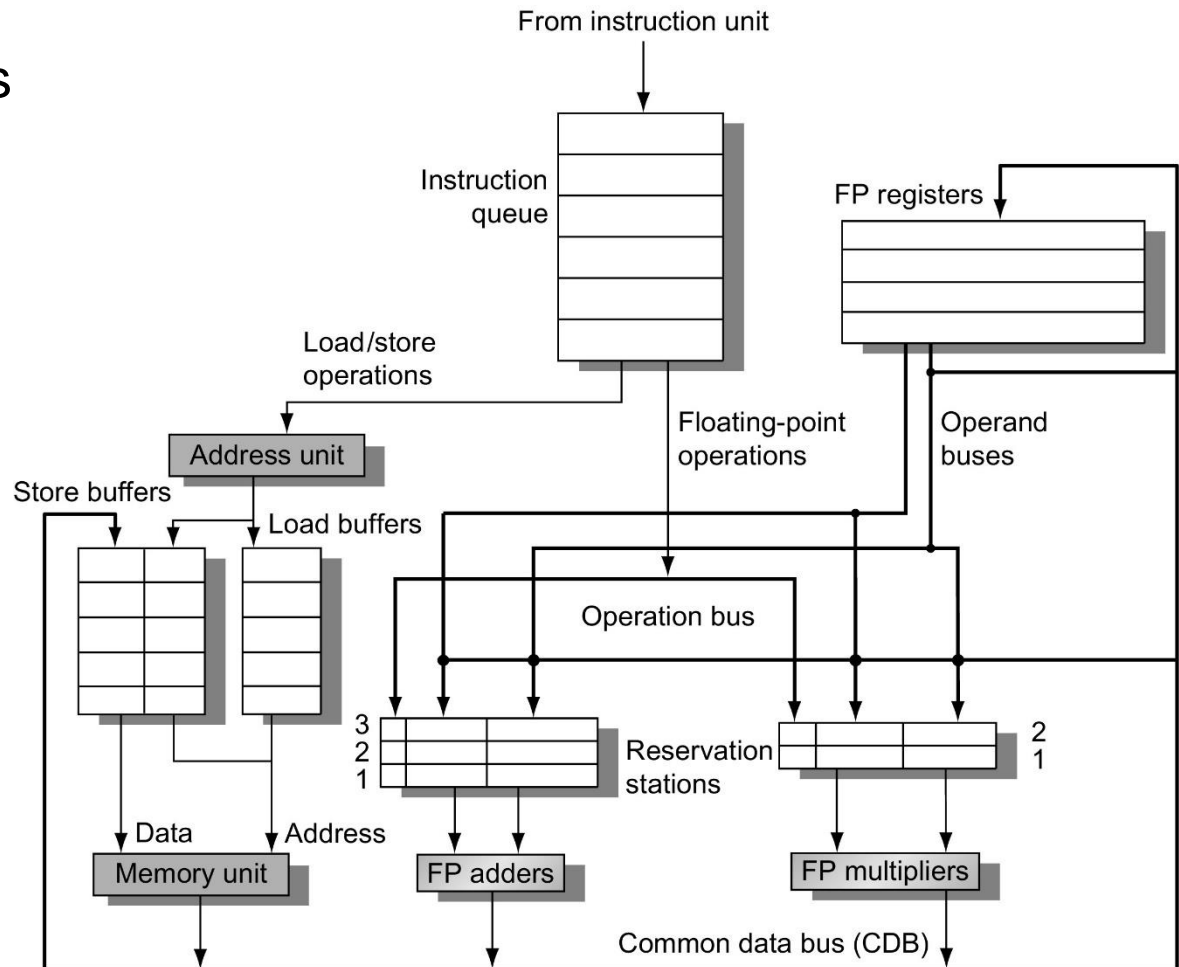 s
From instruction unit
Instruction
queue
FP registers
Load/store
operations
Floating-point
operations
Operand
buses
Address unit
Store buffers
Load buffers
Operation bus
3
2
1
Reservation
stations
2
1
Data
Address
Memory unit
FP adders
FP multipliers
Common data bus (CDB)